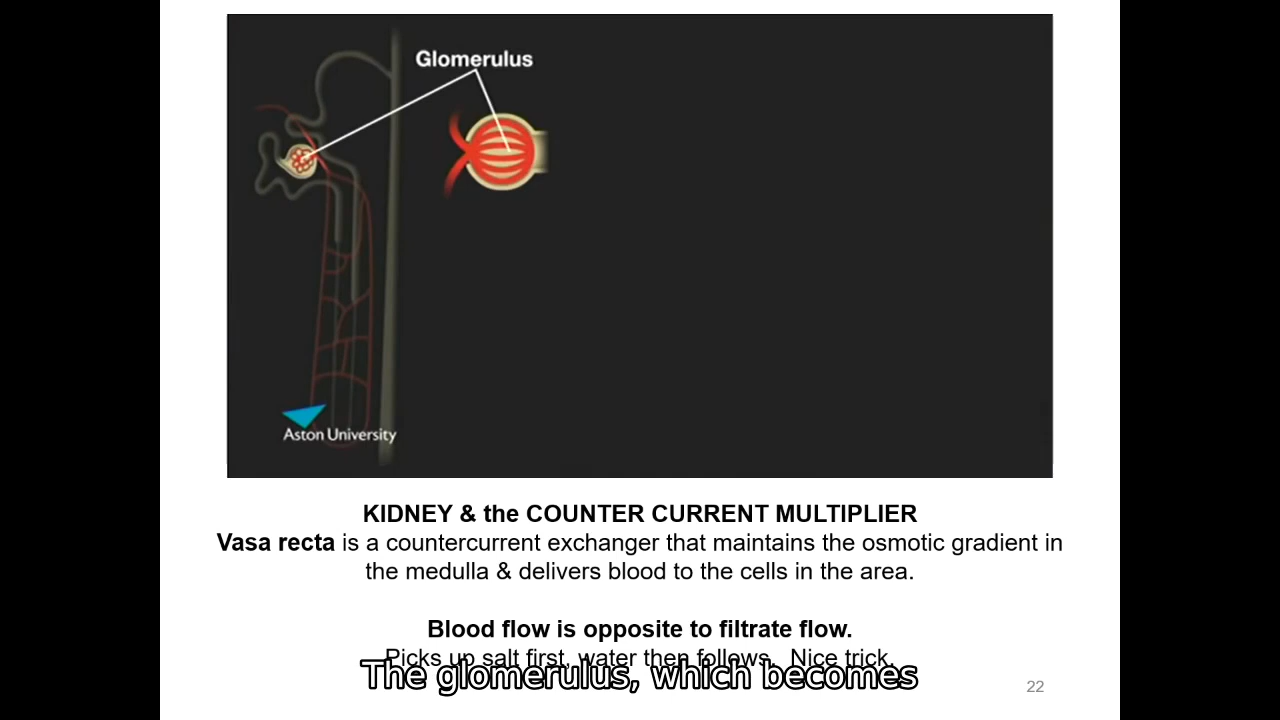 Glomerulus
Aston University
KIDNEY & the COUNTER CURRENT MULTIPLIER
Vasa recta is a countercurrent exchanger that maintains the osmotic gradient in
the medulla & delivers blood to the cells in the area.
Blood flow is opposite to filtrate flow.
Picks up salt first, water then follows. Nice trick.
The glomerulus, which becomes
22